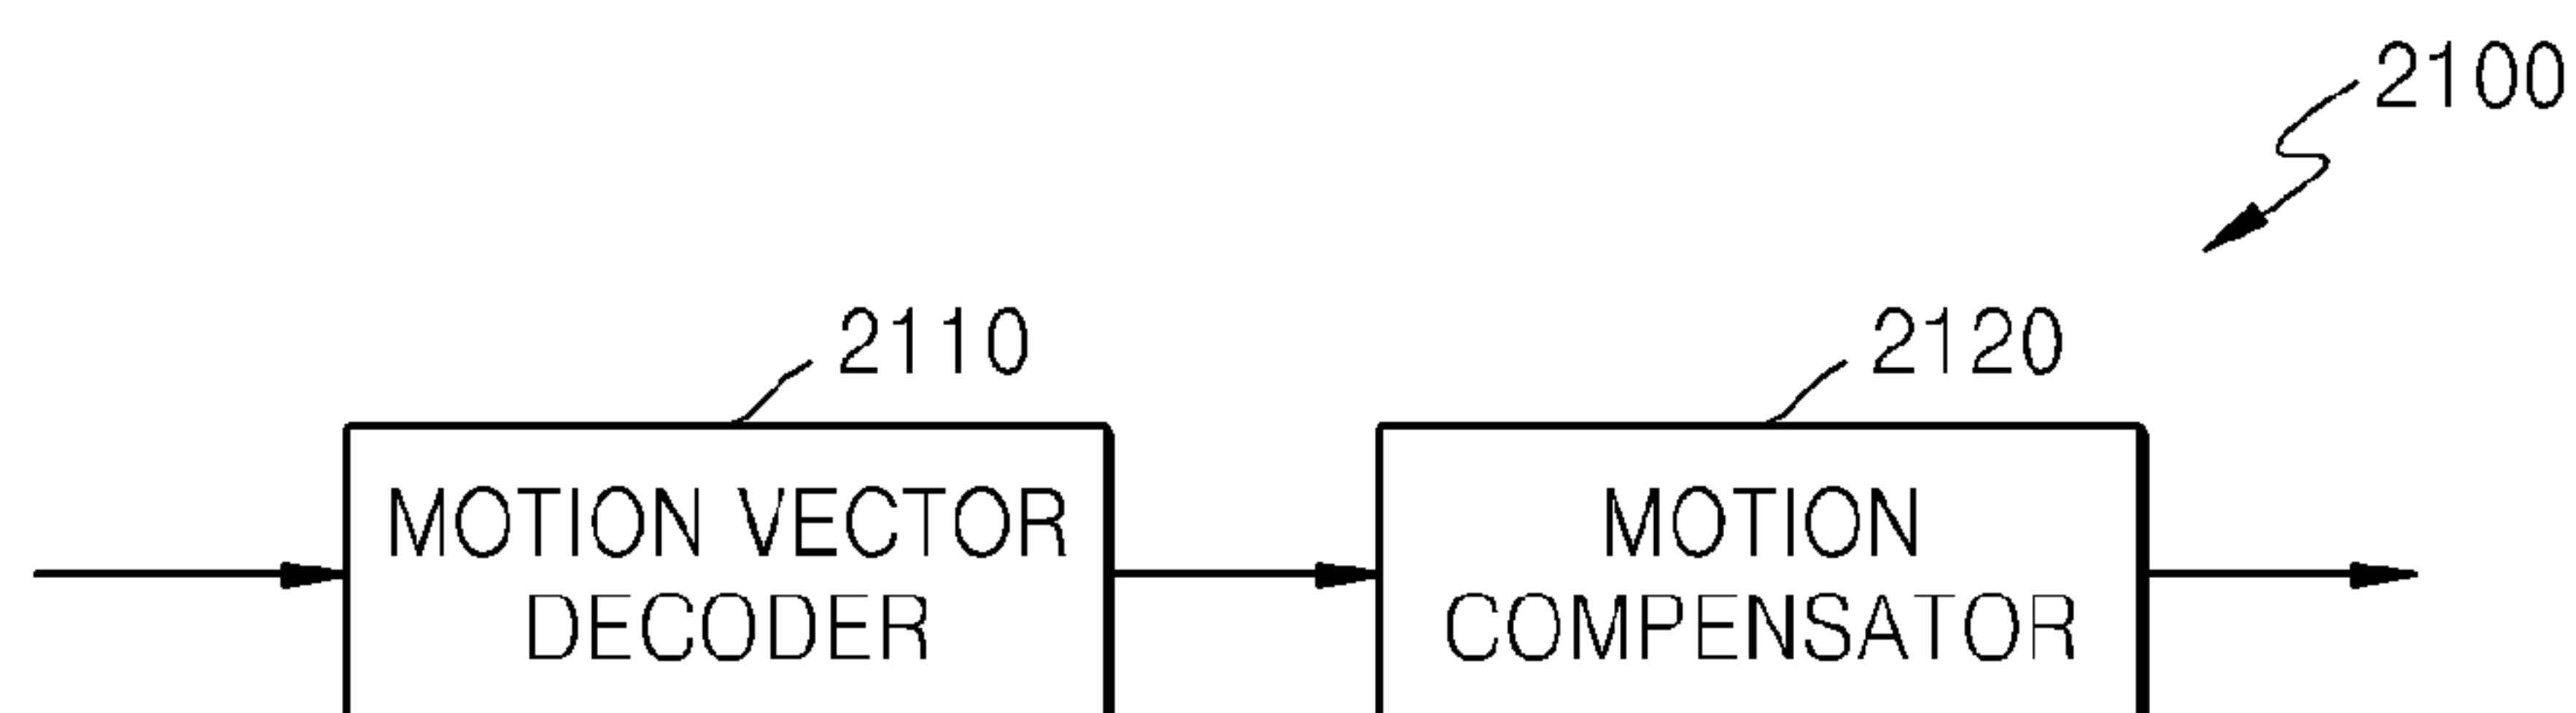 2100
2110
2120
MOTION VECTOR
DECODER
MOTION
COMPENSATOR